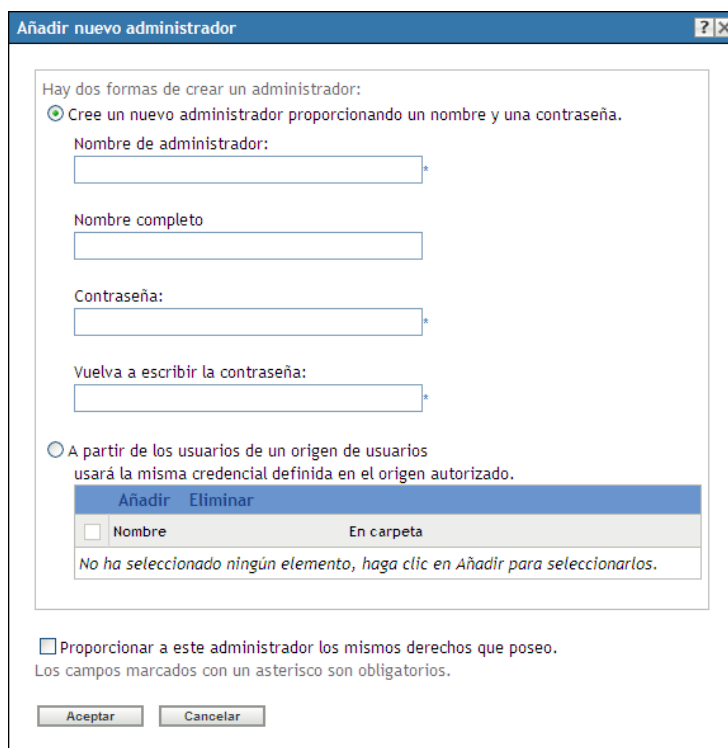 Añadir nuevo administrador
? X
Hay dos formas de crear un administrador:
Cree un nuevo administrador proporcionando un nombre y una contraseña.
Nombre de administrador:
*
Nombre completo
Contraseña:
*
Vuelva a escribir la contraseña:
*
A partir de los usuarios de un origen de usuarios
usará la misma credencial definida en el origen autorizado.
Añadir Eliminar
Nombre En carpeta
No ha seleccionado ningún elemento, haga clic en Añadir para seleccionarlos.
Proporcionar a este administrador los mismos derechos que poseo.
Los campos marcados con un asterisco son obligatorios.
Aceptar Cancelar